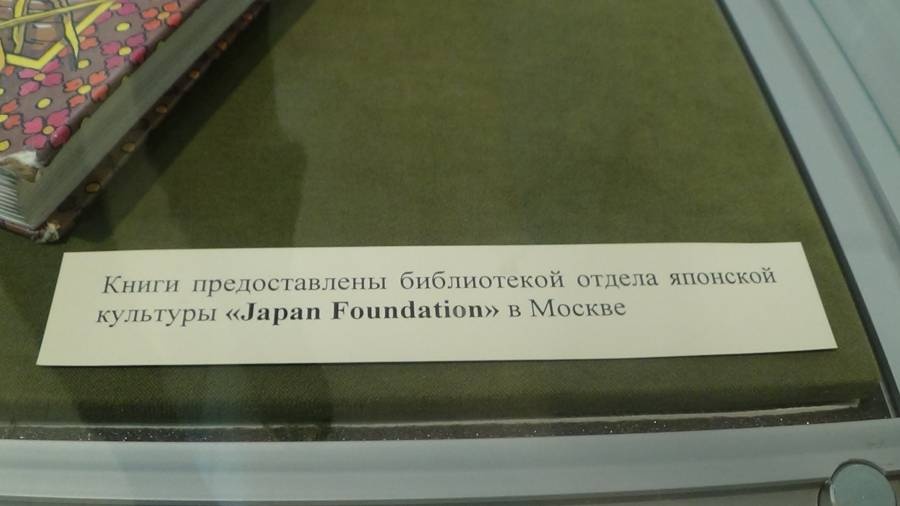 Книги предоставлены библиотекой отдела японской
культуры «Japan Foundation» в Москве